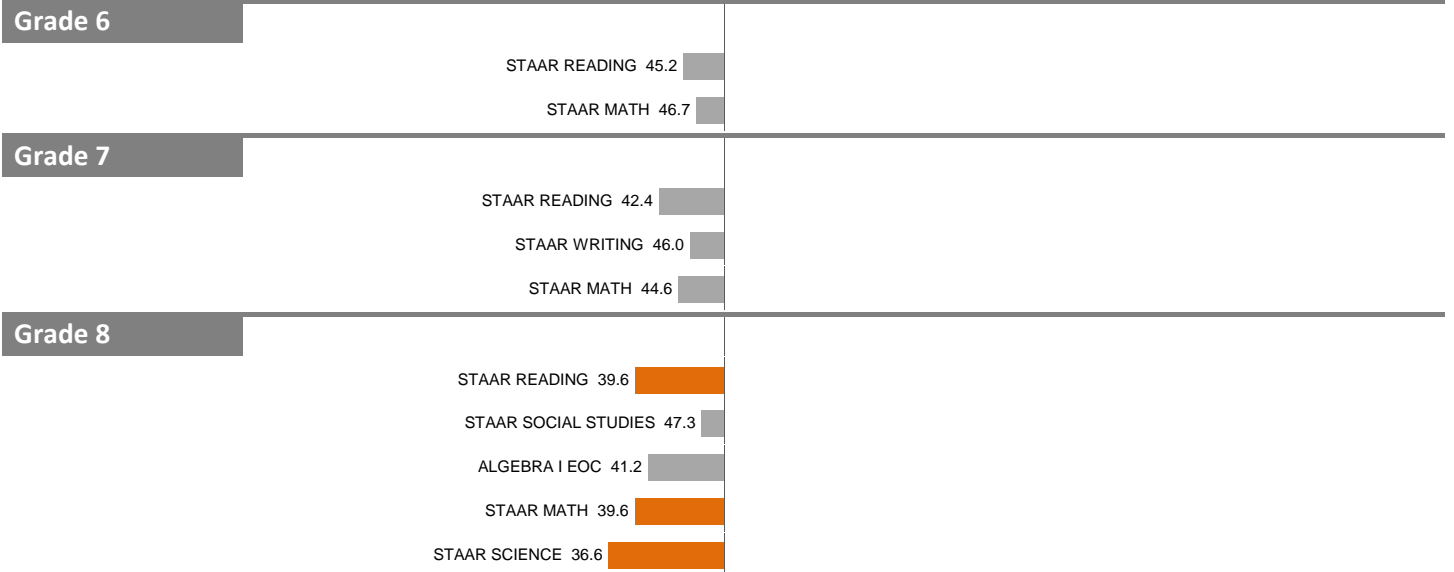 Grade 6
STAAR READING 45.2
STAAR MATH 46.7
Grade 7
STAAR READING 42.4
STAAR WRITING 46.0
STAAR MATH 44.6
Grade 8
STAAR READING 39.6
STAAR SOCIAL STUDIES 47.3
ALGEBRA I EOC 41.2
STAAR MATH 39.6
STAAR SCIENCE 36.6